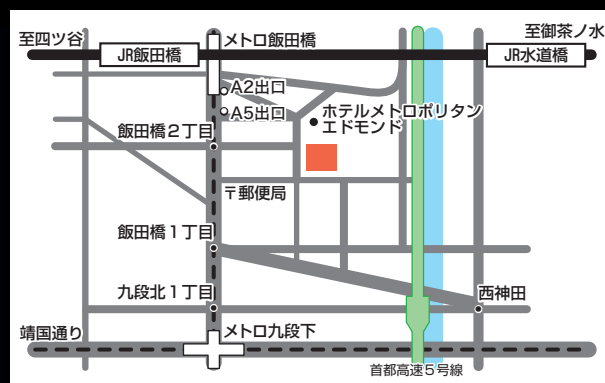 至四ツ谷
メトロ飯田橋
至御茶ノ水
JR飯田橋
JR水道橋
A2出口
A5出口
ホテルメトロポリタン
エドモンド
飯田橋2丁目
〒郵便局
飯田橋1丁目
九段北1丁目
西神田
靖国通り
メトロ九段下
首都高速5号線